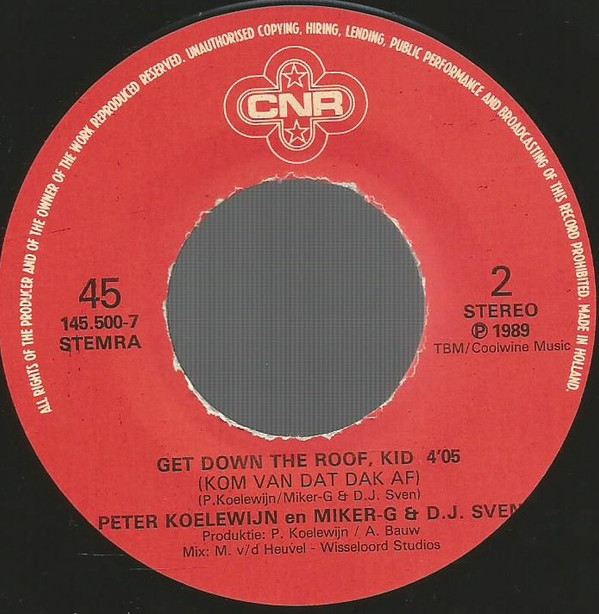 ALL RIGHTS OF THE PRODUCER AND OF THE OWNER OF THE WORK REPRODUCED RESERVED. UNAUTHORISED COPYING, HIRING, LENDING, PUBLIC PERFORMANCE AND BROADCASTING OF THIS RECORD PROHIBITED. MADE IN HOLLAND.
CNR
45
145.500-7
STEMRA
2
STEREO
℗ 1989
TBM/Coolwine Music
GET DOWN THE ROOF, KID 4'05
(KOM VAN DAT DAK AF)
(P.Koelewijn/Miker-G & D.J. Sven)
PETER KOELEWIJN en MIKER-G & D.J. SVEN
Produktie: P. Koelewijn / A. Bauw
Mix: M. v/d Heuvel - Wisseloord Studios